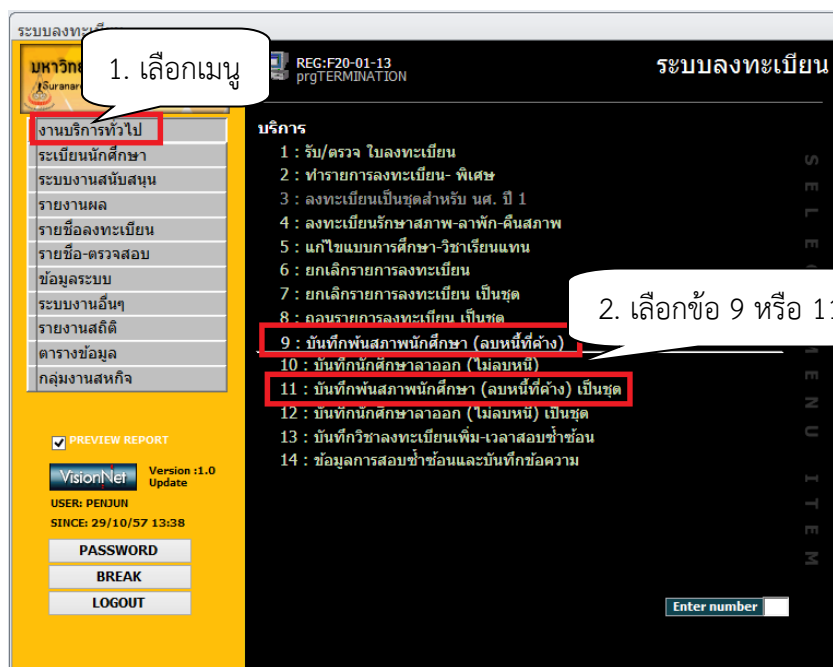 ระบบลงทะเบียน
1. เลือกเมนู
REG:F20-01-13
prgTERMINATION
ระบบลงทะเบียน
งานบริการทั่วไป
ระเบียนนักศึกษา
ระบบงานสนับสนุน
รายงานผล
รายชื่อลงทะเบียน
รายชื่อ-ตรวจสอบ
ข้อมูลระบบ
ระบบงานอื่นๆ
รายงานสถิติ
ตารางข้อมูล
กลุ่มงานสหกิจ
บริการ
1 : รับ/ตรวจ ใบลงทะเบียน
2 : ทำรายการลงทะเบียน- พิเศษ
3 : ลงทะเบียนเป็นชุดสำหรับ นศ. ปี 1
4 : ลงทะเบียนรักษาสภาพ-ลาพัก-คืนสภาพ
5 : แก้ไขแบบการศึกษา-วิชาเรียนแทน
6 : ยกเลิกรายการลงทะเบียน
7 : ยกเลิกรายการลงทะเบียน เป็นชุด
8 : ถอนรายการลงทะเบียน เป็นชุด
2. เลือกข้อ 9 หรือ 11
9 : บันทึกพ้นสภาพนักศึกษา (ลบหนี้ที่ค้าง)
10 : บันทึกนักศึกษาลาออก (ไม่ลบหนี้)
11 : บันทึกพ้นสภาพนักศึกษา (ลบหนี้ที่ค้าง) เป็นชุด
12 : บันทึกนักศึกษาลาออก (ไม่ลบหนี้) เป็นชุด
13 : บันทึกวิชาลงทะเบียนเพิ่ม-เวลาสอบซ้ำซ้อน
14 : ข้อมูลการสอบซ้ำซ้อนและบันทึกข้อความ
PREVIEW REPORT
VisionNet
Version :1.0
Update
USER: PENJUN
SINCE: 29/10/57 13:38
PASSWORD
BREAK
LOGOUT
Enter number